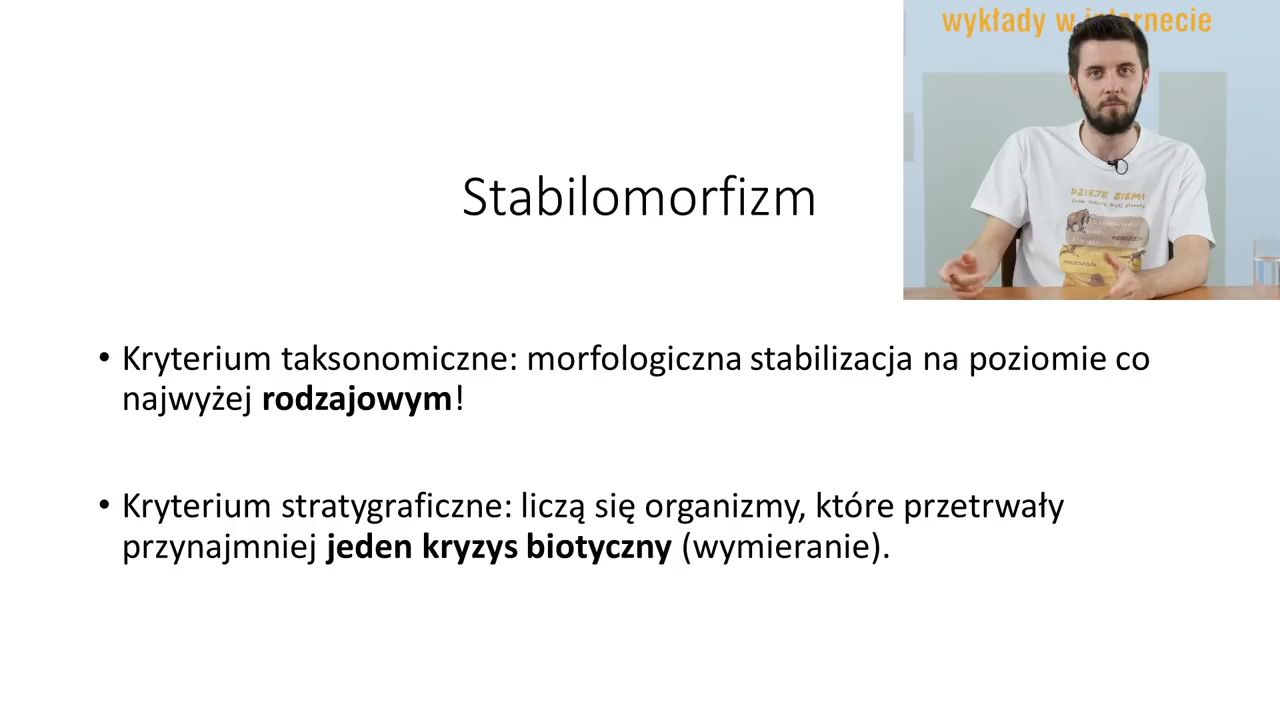 wykłady w internecie
Stabilomorfizm
DZIEJE ZIEMI
• Kryterium taksonomiczne: morfologiczna stabilizacja na poziomie co
najwyżej rodzajowym!
• Kryterium stratygraficzne: liczą się organizmy, które przetrwały
przynajmniej jeden kryzys biotyczny (wymieranie).